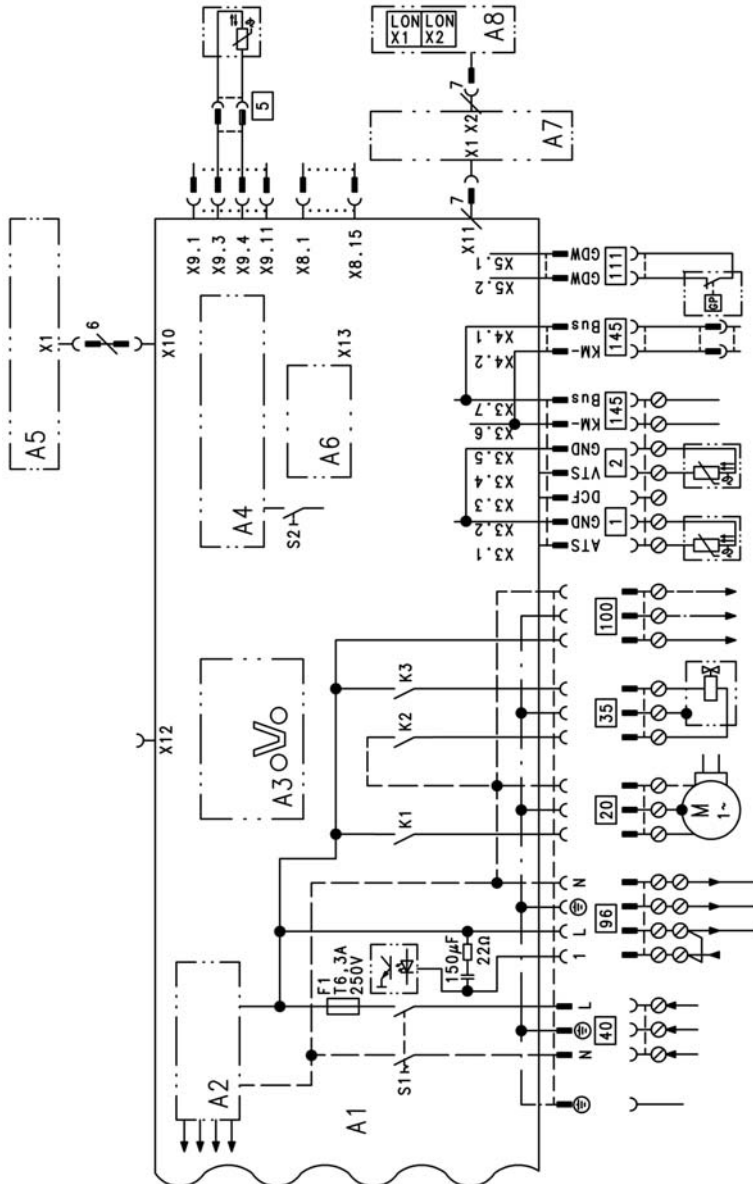 LON LON
X1 X2
A8
5
7
X1 X2
A7
7
X11
A5
X1
6
X10
X9.1
X9.3
X9.4
X9.11
X8.1
X8.15
X13
A6
A4
S2
X12
A3
A2
A1
F1
T6,3A
250V
150µF
22Ω
S1
K1
K2
K3
X5.1
X5.2
X4.1
X4.2
X3.7
X3.6
X3.5
X3.4
X3.3
X3.2
X3.1
GDW
GDW
Bus
KM-
Bus
KM-
GND
VTS
DCF
GND
ATS
111
145
145
2
1
GP
100
35
20
M
1~
N
L
1
96
L
N
40